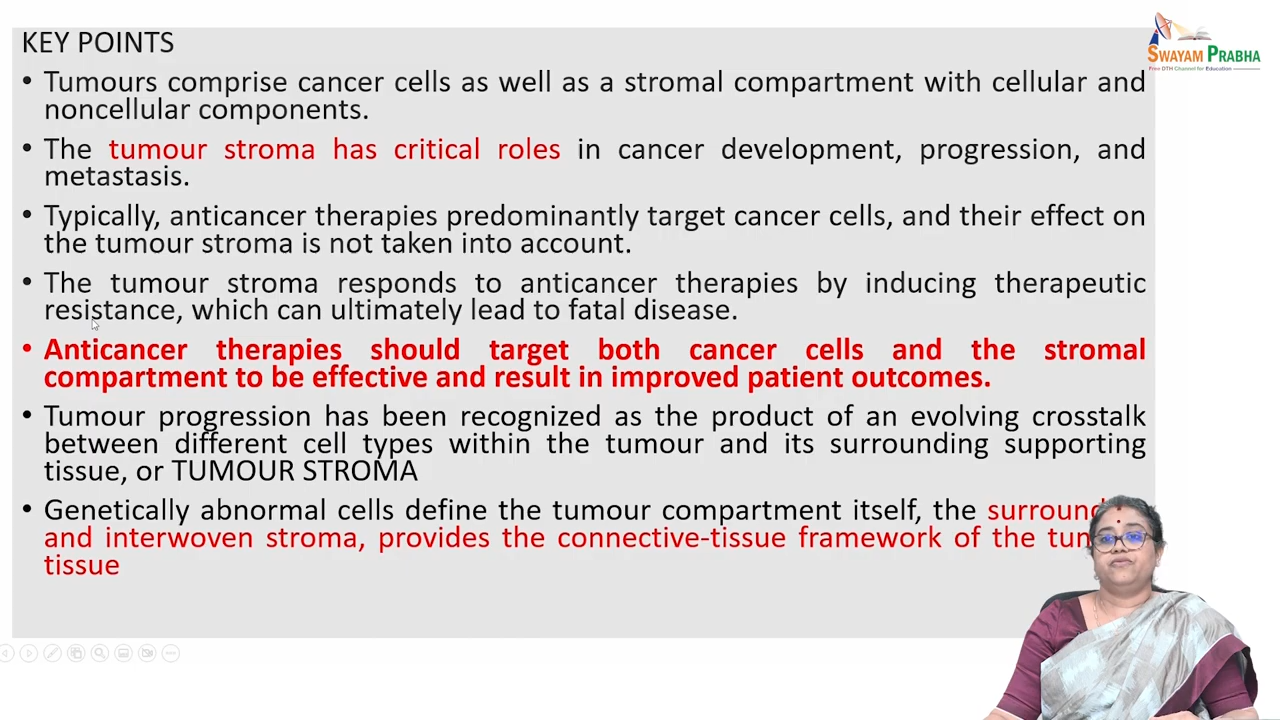 KEY POINTS
• Tumours comprise cancer cells as well as a stromal compartment with cellular and
noncellular components.
• The tumour stroma has critical roles in cancer development, progression, and
metastasis.
• Typically, anticancer therapies predominantly target cancer cells, and their effect on
the tumour stroma is not taken into account.
• The tumour stroma responds to anticancer therapies by inducing therapeutic
resistance, which can ultimately lead to fatal disease.
• Anticancer therapies should target both cancer cells and the stromal
compartment to be effective and result in improved patient outcomes.
• Tumour progression has been recognized as the product of an evolving crosstalk
between different cell types within the tumour and its surrounding supporting
tissue, or TUMOUR STROMA
• Genetically abnormal cells define the tumour compartment itself, the
and interwoven stroma, provides the connective-tissue framework of the
tissue
SWAYAM PRABHA
Free DTH Channel for Education